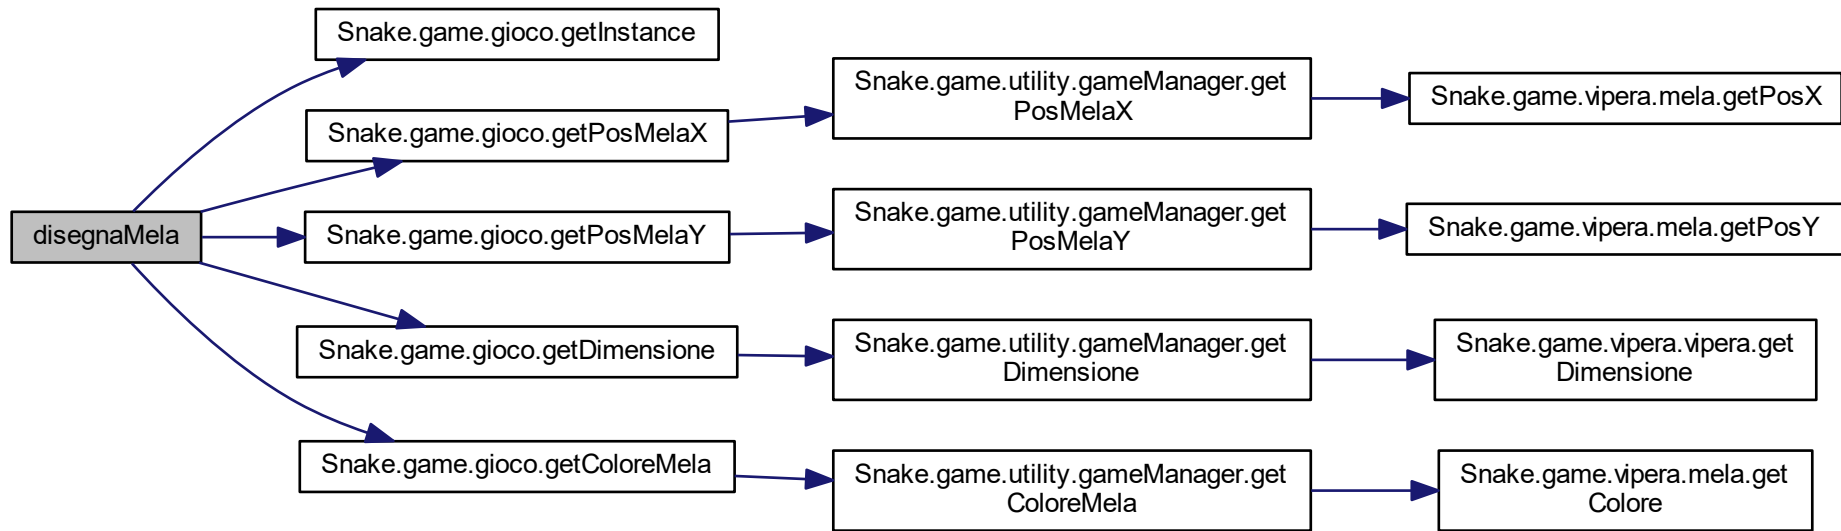 disegnaMela
Snake.game.gioco.getInstance
Snake.game.gioco.getPosMelaX
Snake.game.utility.gameManager.get
PosMelaX
Snake.game.vipera.mela.getPosX
Snake.game.gioco.getPosMelaY
Snake.game.utility.gameManager.get
PosMelaY
Snake.game.vipera.mela.getPosY
Snake.game.gioco.getDimensione
Snake.game.utility.gameManager.get
Dimensione
Snake.game.vipera.vipera.get
Dimensione
Snake.game.gioco.getColoreMela
Snake.game.utility.gameManager.get
ColoreMela
Snake.game.vipera.mela.get
Colore